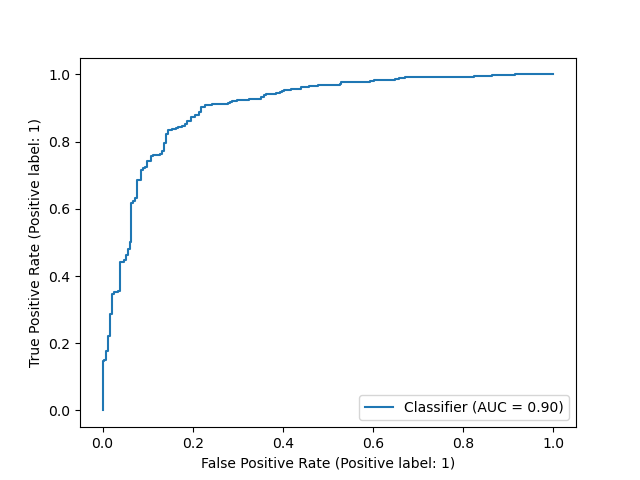 1.0
0.8
0.6
0.4
0.2
0.0
True Positive Rate (Positive label: 1)
Classifier (AUC = 0.90)
0.0 0.2 0.4 0.6 0.8 1.0
False Positive Rate (Positive label: 1)